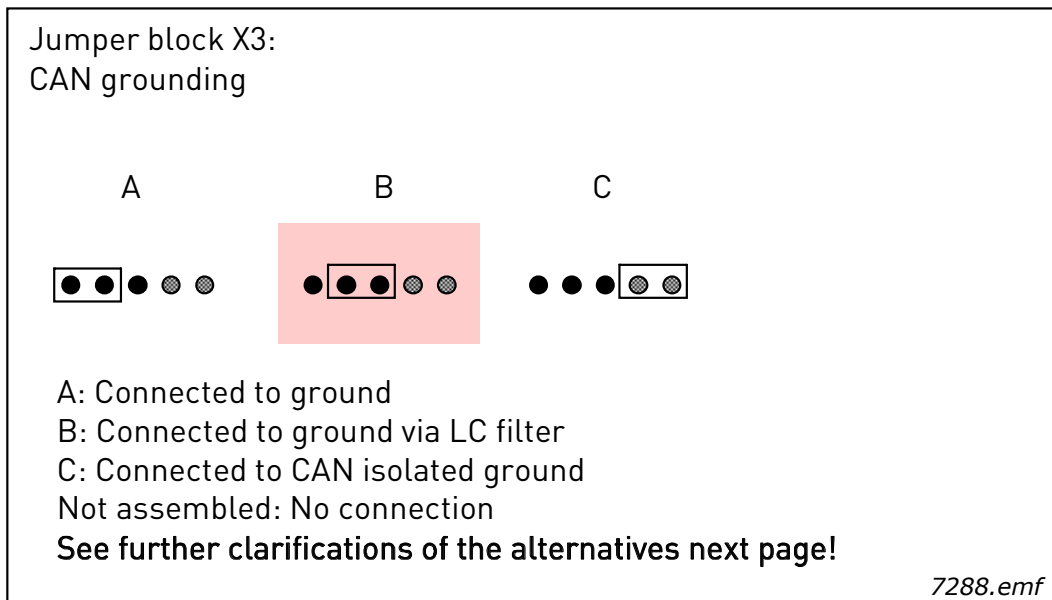 Jumper block X3:
CAN grounding
A B C
A: Connected to ground
B: Connected to ground via LC filter
C: Connected to CAN isolated ground
Not assembled: No connection
See further clarifications of the alternatives next page!
7288.emf